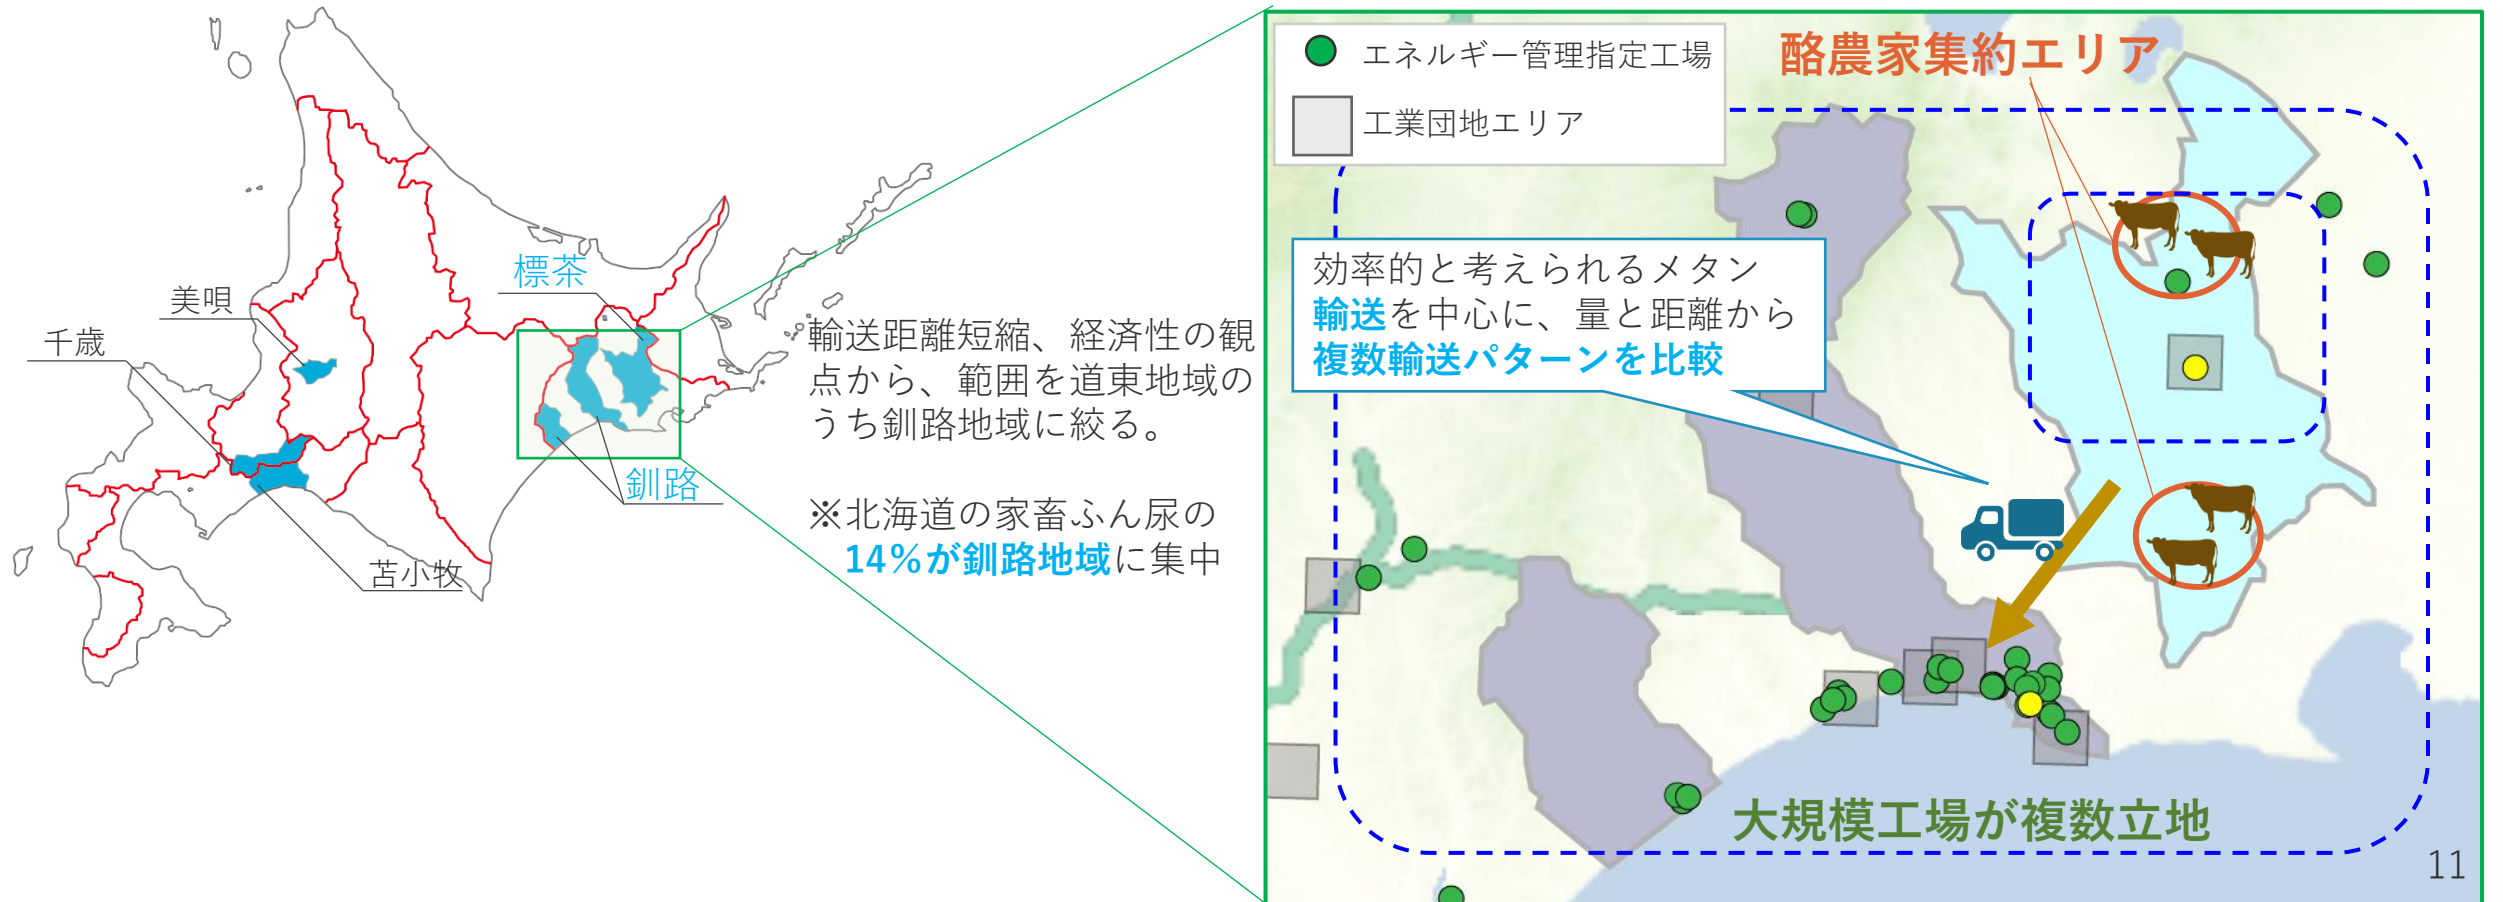 標茶
美唄
千歳
釧路
苫小牧
輸送距離短縮、経済性の観
点から、範囲を道東地域の
うち釧路地域に絞る。
※北海道の家畜ふん尿の
14%が釧路地域に集中
エネルギー管理指定工場
工業団地エリア
酪農家集約エリア
効率的と考えられるメタン
輸送を中心に、量と距離から
複数輸送パターンを比較
大規模工場が複数立地
11